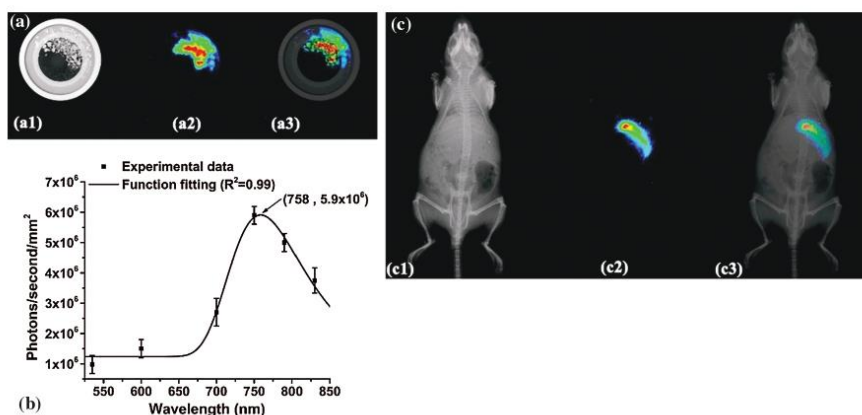 (a)
(a1)
(a2)
(a3)
Experimental data
Function fitting (R²=0.99)
(758 , 5.9x10⁶)
7x10⁶
6x10⁶
5x10⁶
4x10⁶
3x10⁶
2x10⁶
1x10⁶
Photons/second/mm²
550 600 650 700 750 800 850
Wavelength (nm)
(b)
(c)
(c1)
(c2)
(c3)